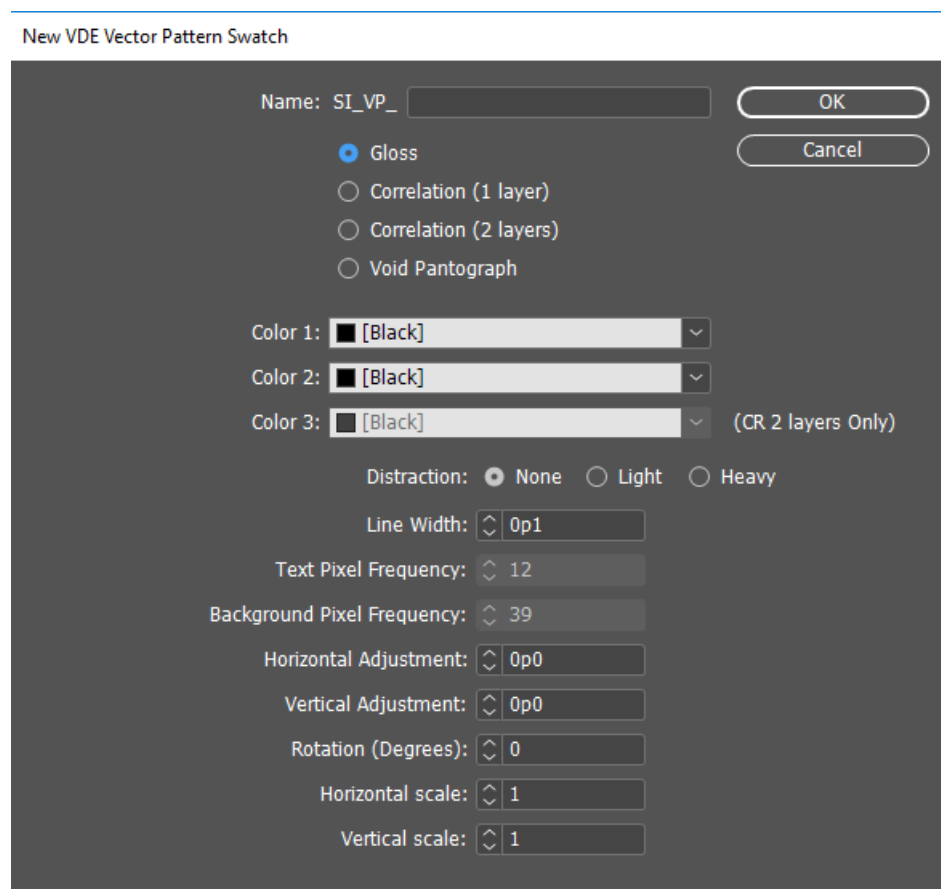 New VDE Vector Pattern Swatch
Name: SI_VP_ OK
Gloss Cancel
Correlation (1 layer)
Correlation (2 layers)
Void Pantograph
Color 1: [Black]
Color 2: [Black]
Color 3: [Black] (CR 2 layers Only)
Distraction: None Light Heavy
Line Width: 0p1
Text Pixel Frequency: 12
Background Pixel Frequency: 39
Horizontal Adjustment: 0p0
Vertical Adjustment: 0p0
Rotation (Degrees): 0
Horizontal scale: 1
Vertical scale: 1